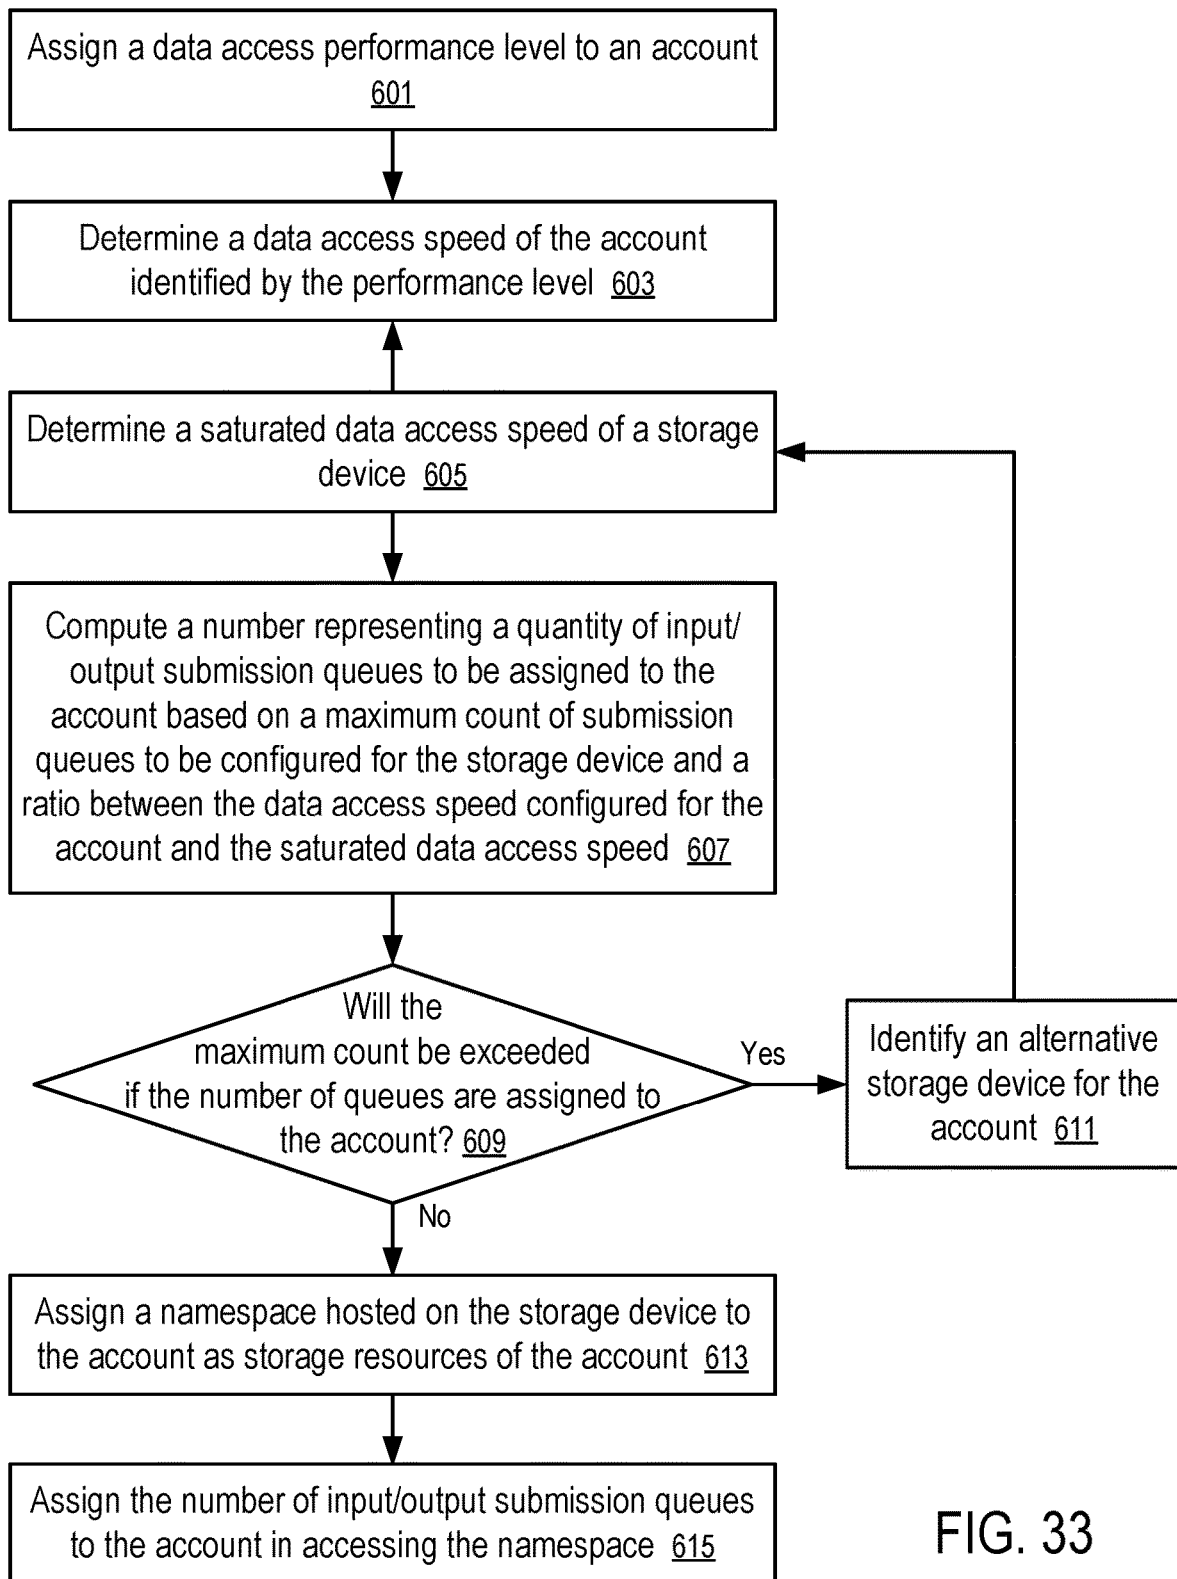 Assign a data access performance level to an account
601
Determine a data access speed of the account
identified by the performance level 603
Determine a saturated data access speed of a storage
device 605
Compute a number representing a quantity of input/
output submission queues to be assigned to the
account based on a maximum count of submission
queues to be configured for the storage device and a
ratio between the data access speed configured for the
account and the saturated data access speed 607
Will the
maximum count be exceeded
if the number of queues are assigned to
the account? 609
Yes
Identify an alternative
storage device for the
account 611
No
Assign a namespace hosted on the storage device to
the account as storage resources of the account 613
Assign the number of input/output submission queues
to the account in accessing the namespace 615
FIG. 33